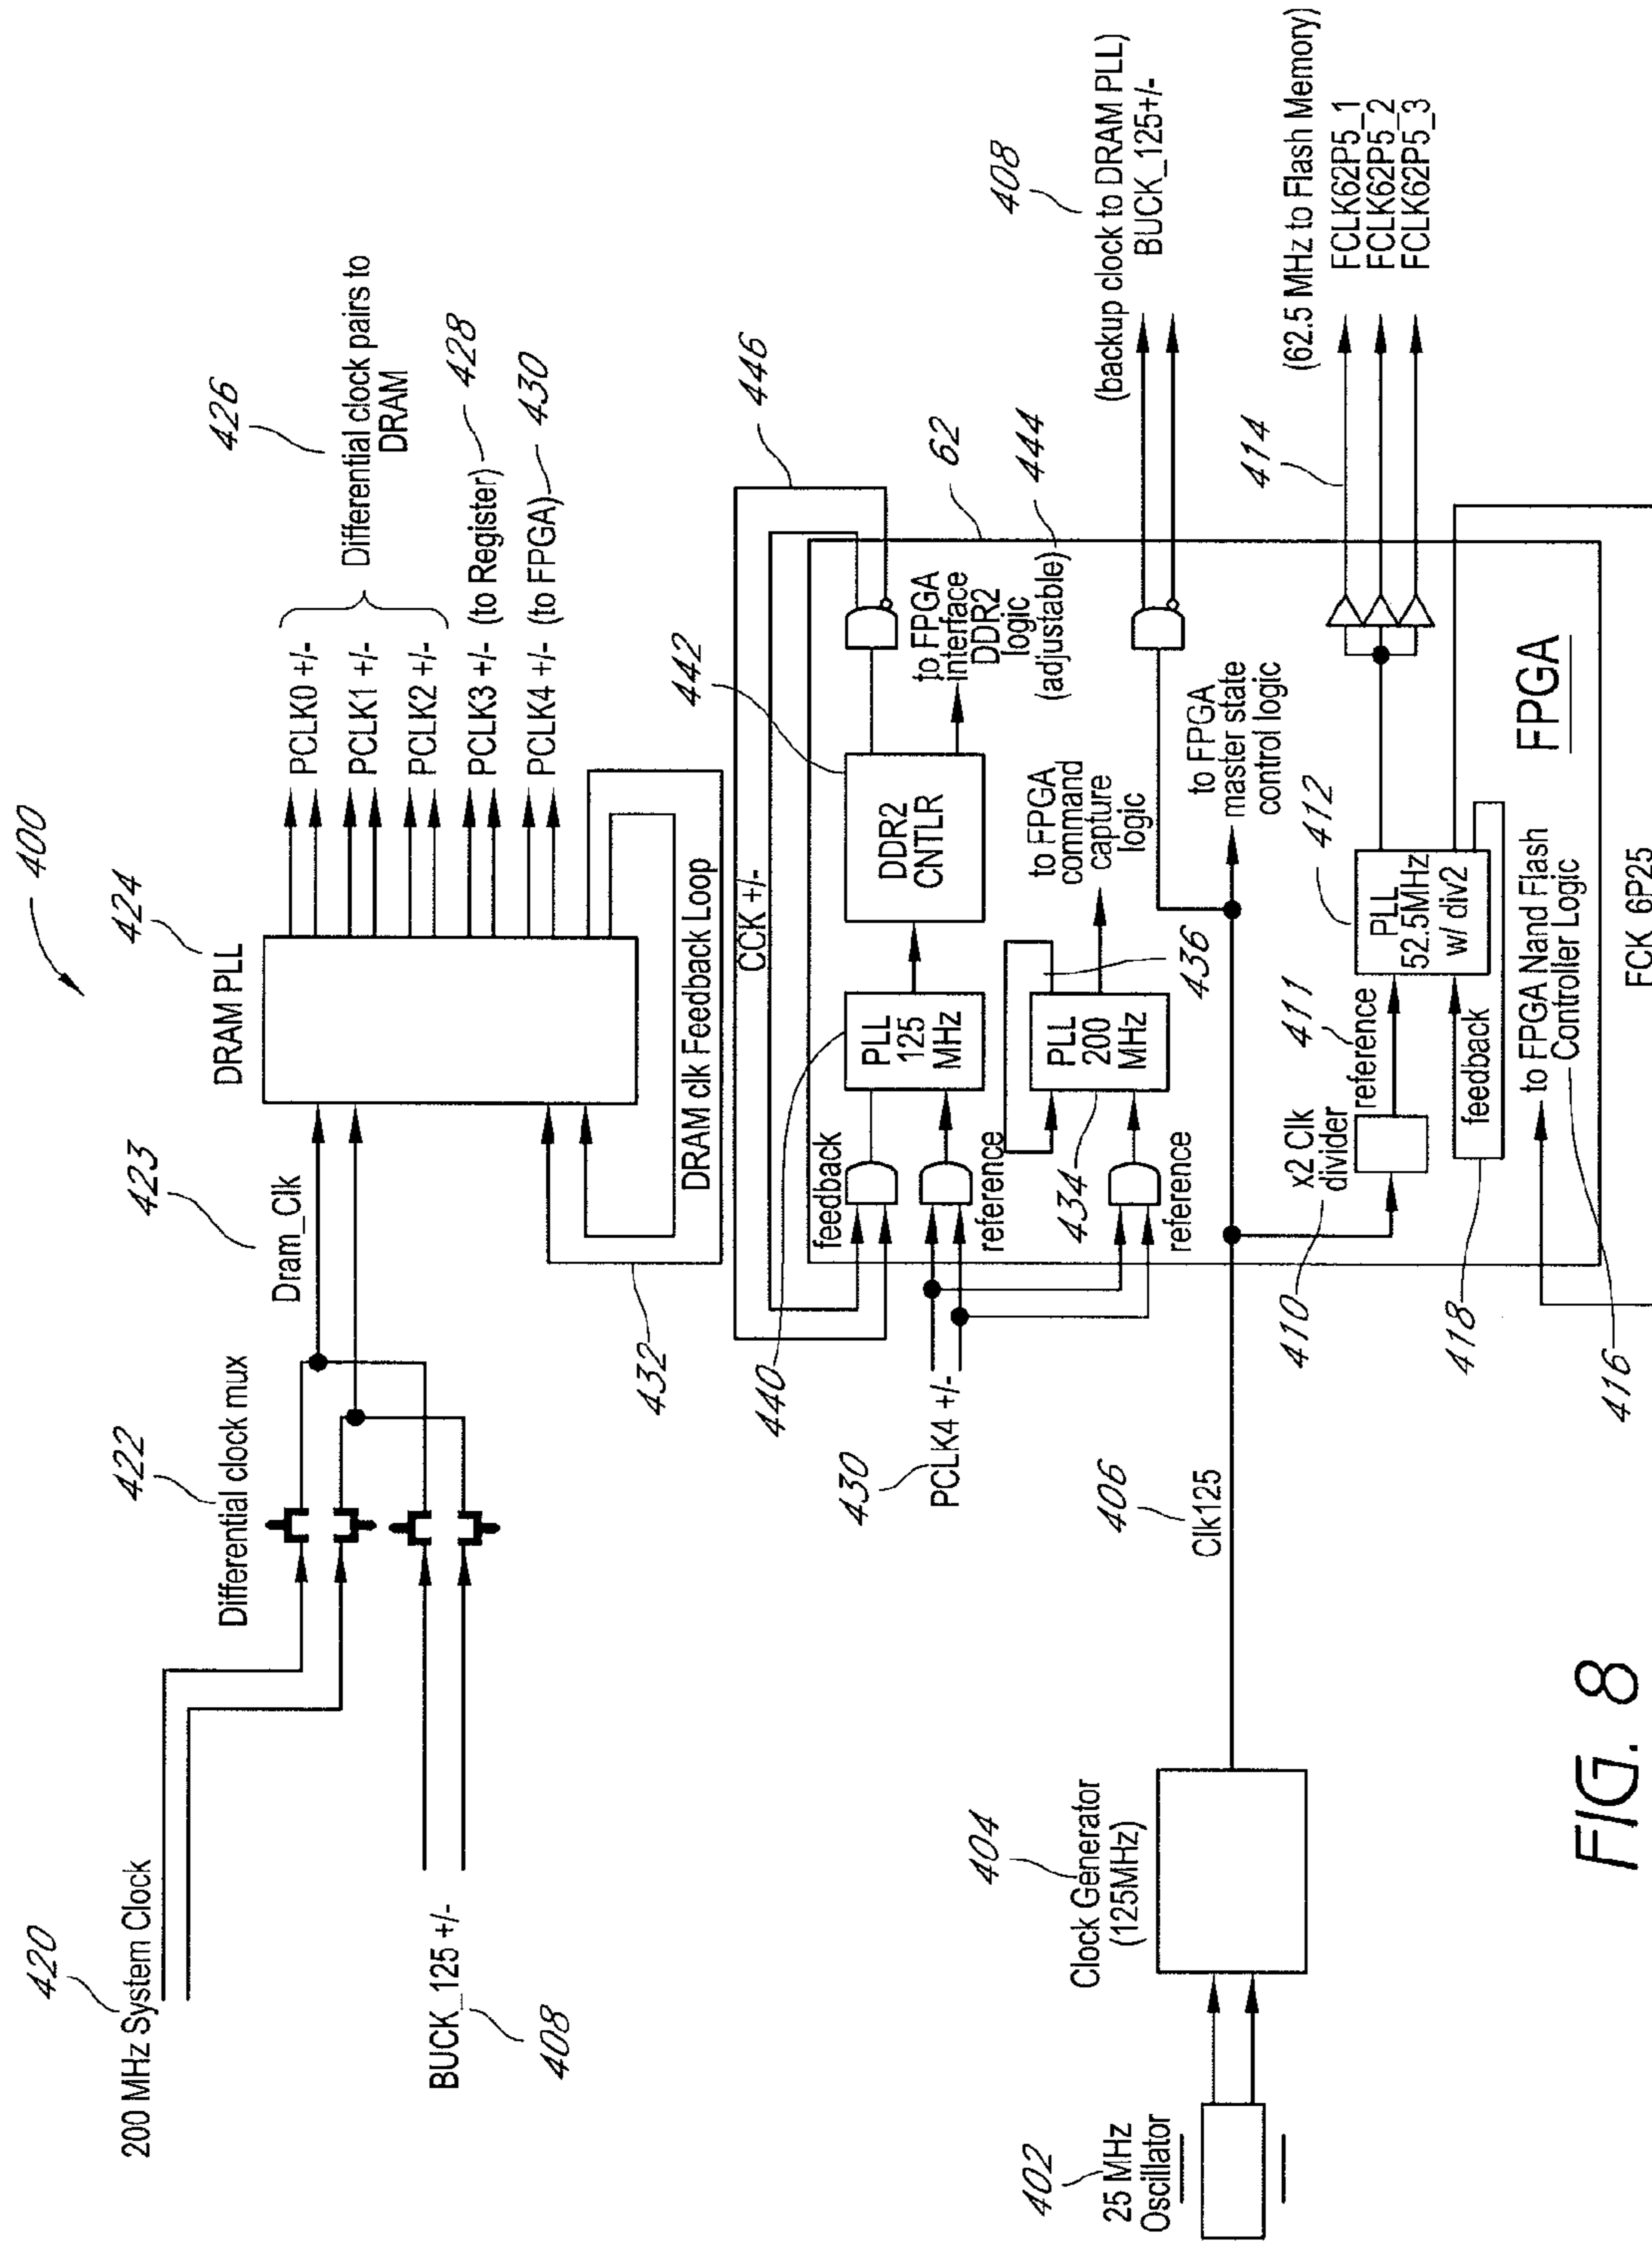 400
420
200 MHz System Clock
BUCK_125 +/-
408
422
Differential clock mux
423
Dram_Clk
424
DRAM PLL
426
PCLK0 +/-
PCLK1 +/-
PCLK2 +/-
Differential clock pairs to
DRAM
PCLK3 +/- (to Register)
428
PCLK4 +/- (to FPGA)
430
432
DRAM clk Feedback Loop
CCK +/-
446
440
feedback
PLL
125
MHz
reference
442
DDR2
CNTLR
to FPGA
interface
DDR2
logic
(adjustable)
62
444
430
PCLK4 +/-
434
PLL
200
MHz
reference
436
to FPGA
command
capture
logic
408
(backup clock to DRAM PLL)
BUCK_125+/-
402
25 MHz
Oscillator
404
Clock Generator
(125MHz)
406
Clk125
to FPGA
master state
control logic
410
x2 Clk
divider
411
reference
412
PLL
52.5MHz
w/ div2
414
(62.5 MHz to Flash Memory)
FCLK62P5_1
FCLK62P5_2
FCLK62P5_3
418
feedback
416
to FPGA Nand Flash
Controller Logic
FPGA
FCK_6P25
FIG. 8